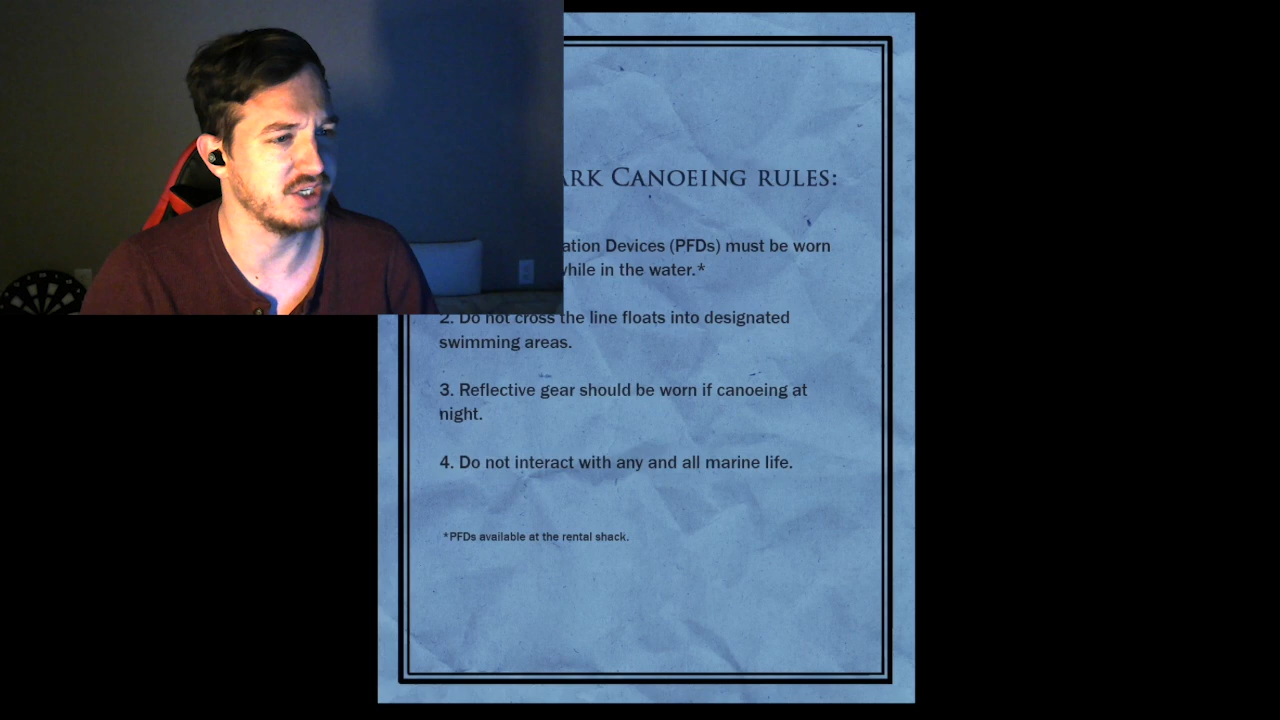 ARK CANOEING RULES:
ation Devices (PFDs) must be worn
while in the water.*
2. Do not cross the line floats into designated
swimming areas.
3. Reflective gear should be worn if canoeing at
night.
4. Do not interact with any and all marine life.
*PFDs available at the rental shack.